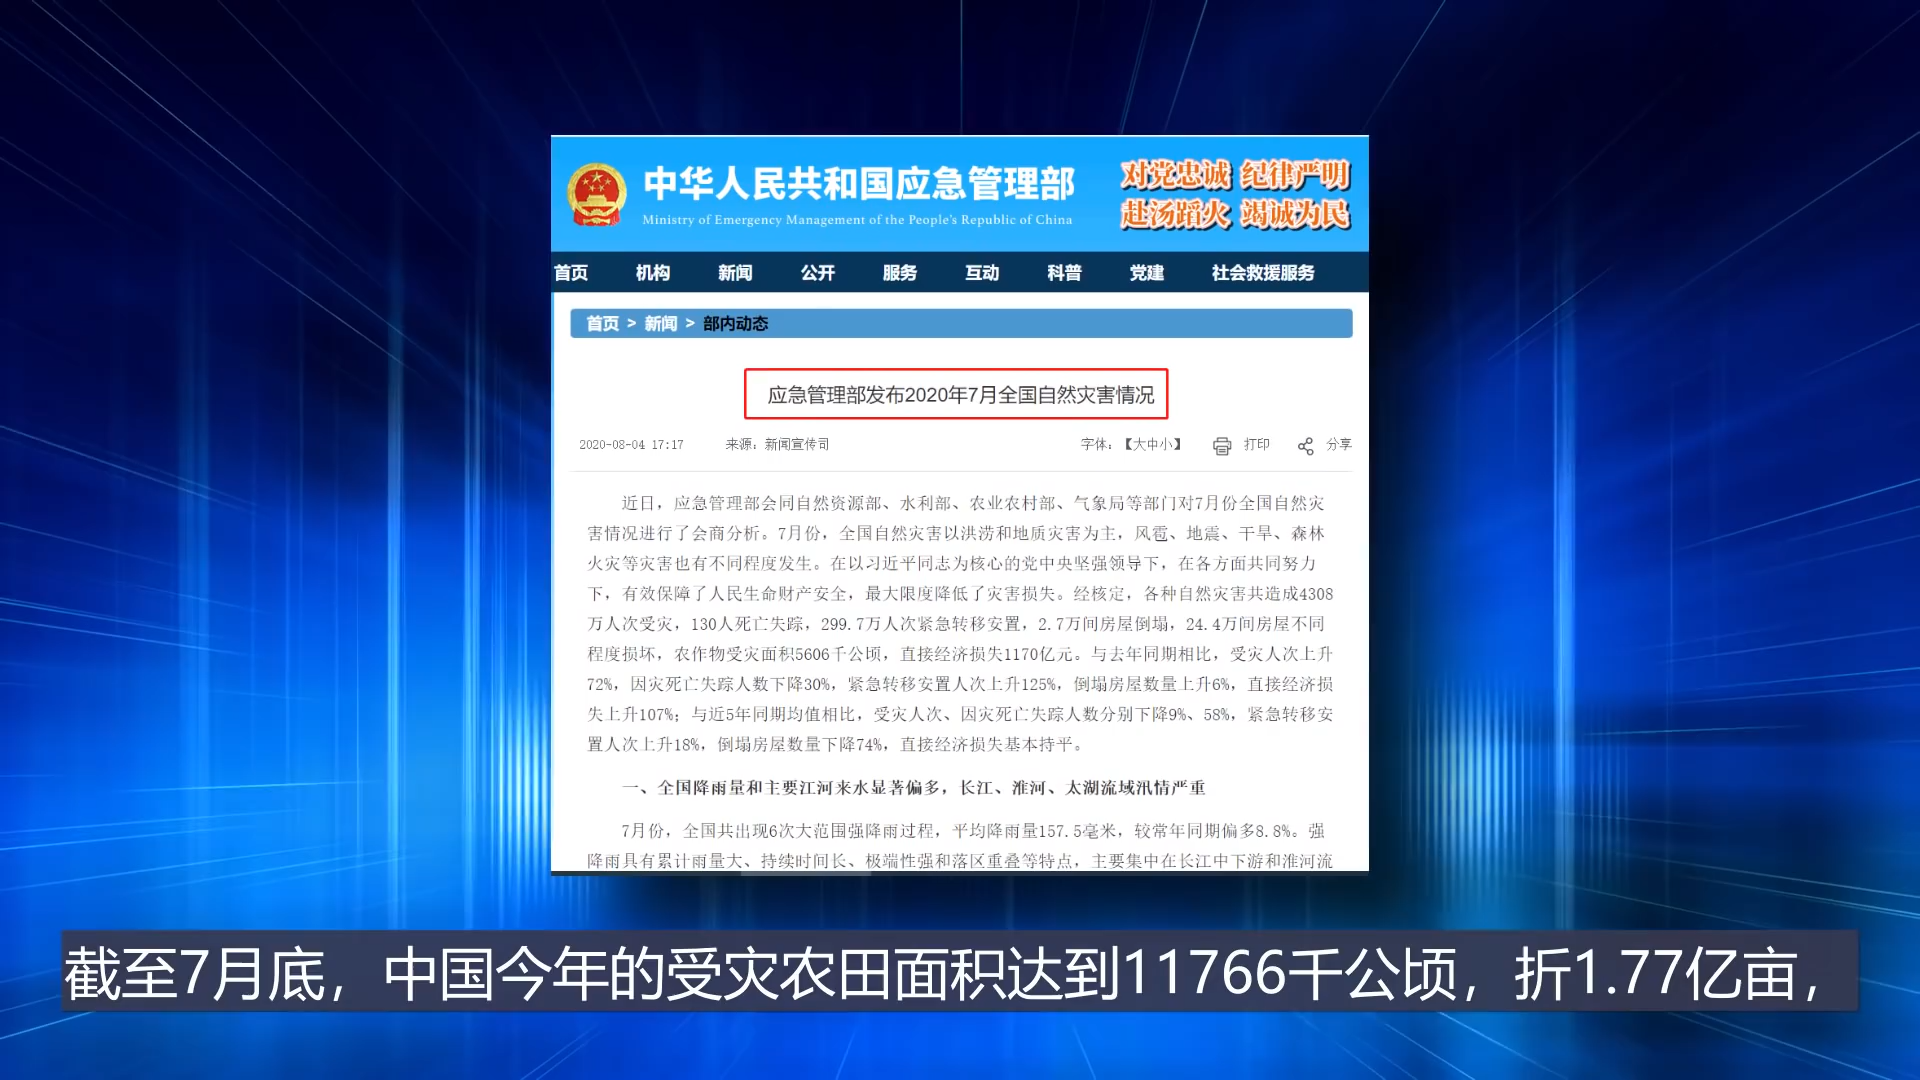 中华人民共和国应急管理部
Ministry of Emergency Management of the People's Republic of China
对党忠诚 纪律严明
赴汤蹈火 竭诚为民
首页 机构 新闻 公开 服务 互动 科普 党建 社会救援服务
首页 > 新闻 > 部内动态
应急管理部发布2020年7月全国自然灾害情况
2020-08-04 17:17 来源：新闻宣传司 字体：【大中小】 打印 分享
近日，应急管理部会同自然资源部、水利部、农业农村部、气象局等部门对7月份全国自然灾
害情况进行了会商分析。7月份，全国自然灾害以洪涝和地质灾害为主，风雹、地震、干旱、森林
火灾等灾害也有不同程度发生。在以习近平同志为核心的党中央坚强领导下，在各方面共同努力
下，有效保障了人民生命财产安全，最大限度降低了灾害损失。经核定，各种自然灾害共造成4308
万人次受灾，130人死亡失踪，299.7万人次紧急转移安置，2.7万间房屋倒塌，24.4万间房屋不同
程度损坏，农作物受灾面积5606千公顷，直接经济损失1170亿元。与去年同期相比，受灾人次上升
72%，因灾死亡失踪人数下降30%，紧急转移安置人次上升125%，倒塌房屋数量上升6%，直接经济损
失上升107%；与近5年同期均值相比，受灾人次、因灾死亡失踪人数分别下降9%、58%，紧急转移安
置人次上升18%，倒塌房屋数量下降74%，直接经济损失基本持平。
一、全国降雨量和主要江河来水显著偏多，长江、淮河、太湖流域汛情严重
7月份，全国共出现6次大范围强降雨过程，平均降雨量157.5毫米，较常年同期偏多8.8%。强
降雨具有累计雨量大、持续时间长、极端性强和落区重叠等特点，主要集中在长江中下游和淮河流
截至7月底，中国今年的受灾农田面积达到11766千公顷，折1.77亿亩，